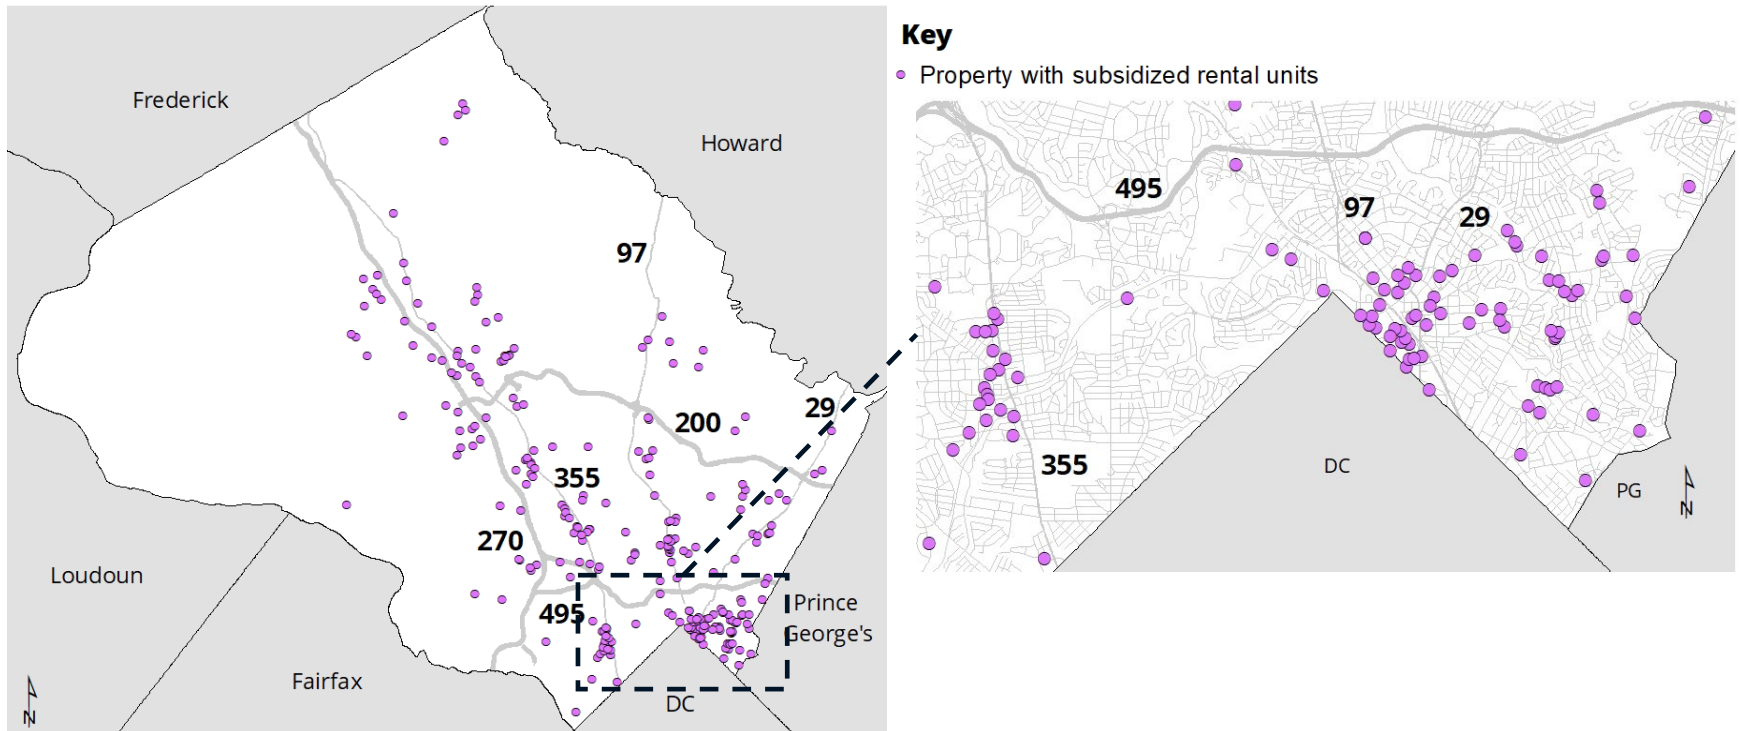 Frederick
Howard
97
200
29
355
270
495
Loudoun
Fairfax
Prince
George's
DC
N
Key
Property with subsidized rental units
495
97
29
355
DC
PG
N